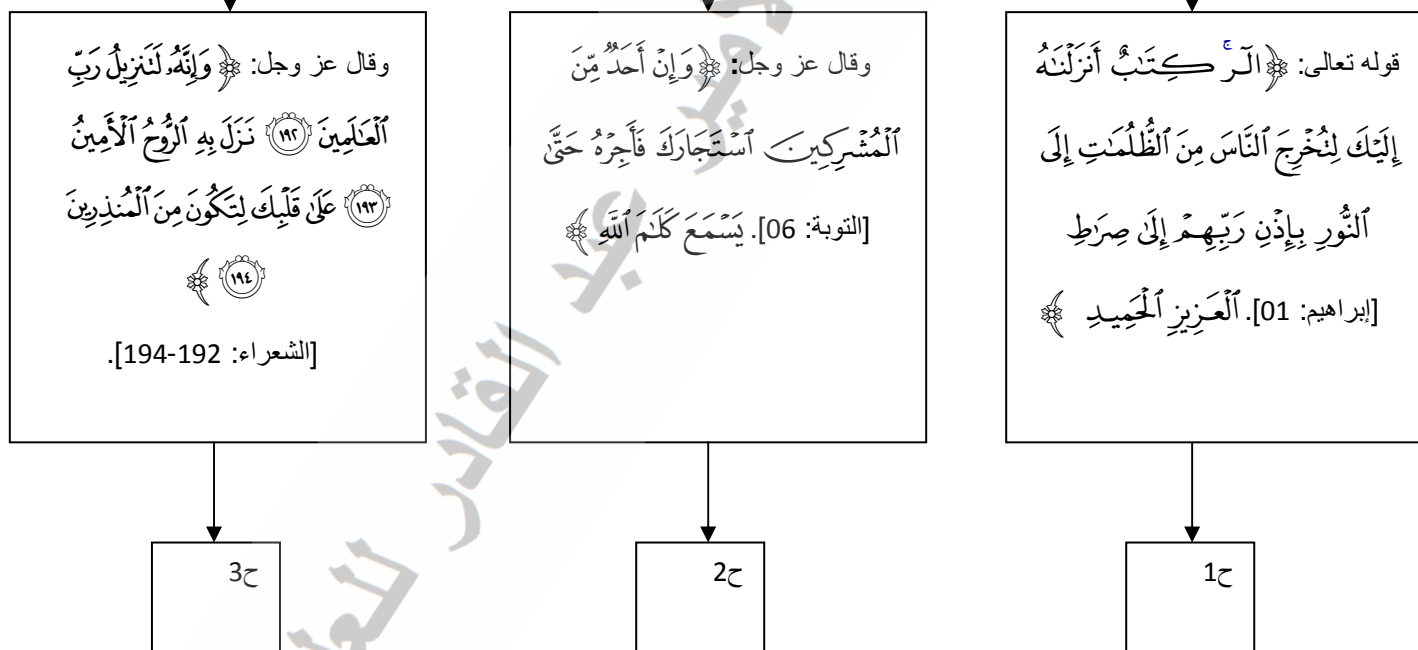 قوله تعالى: ﴿الٓرۚ كِتَٰبٌ أَنزَلۡنَٰهُ
إِلَيۡكَ لِتُخۡرِجَ ٱلنَّاسَ مِنَ ٱلظُّلُمَٰتِ إِلَى
ٱلنُّورِ بِإِذۡنِ رَبِّهِمۡ إِلَىٰ صِرَٰطِ
ٱلۡعَزِيزِ ٱلۡحَمِيدِ ﴾ [إبراهيم: 01].
ح1
وقال عز وجل: ﴿وَإِنۡ أَحَدٞ مِّنَ
ٱلۡمُشۡرِكِينَ ٱسۡتَجَارَكَ فَأَجِرۡهُ حَتَّىٰ
يَسۡمَعَ كَلَٰمَ ٱللَّهِ ﴾ [التوبة: 06].
ح2
وقال عز وجل: ﴿وَإِنَّهُۥ لَتَنزِيلُ رَبِّ
ٱلۡعَٰلَمِينَ ١٩٢ نَزَلَ بِهِ ٱلرُّوحُ ٱلۡأَمِينُ
١٩٣ عَلَىٰ قَلۡبِكَ لِتَكُونَ مِنَ ٱلۡمُنذِرِينَ
١٩٤ ﴾
[الشعراء: 192-194].
ح3
عبد القادر